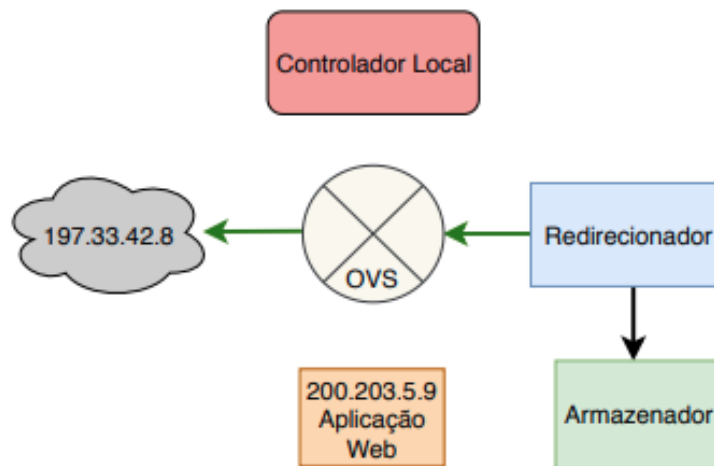 Controlador Local
197.33.42.8
OVS
Redirecionador
200.203.5.9
Aplicação
Web
Armazenador